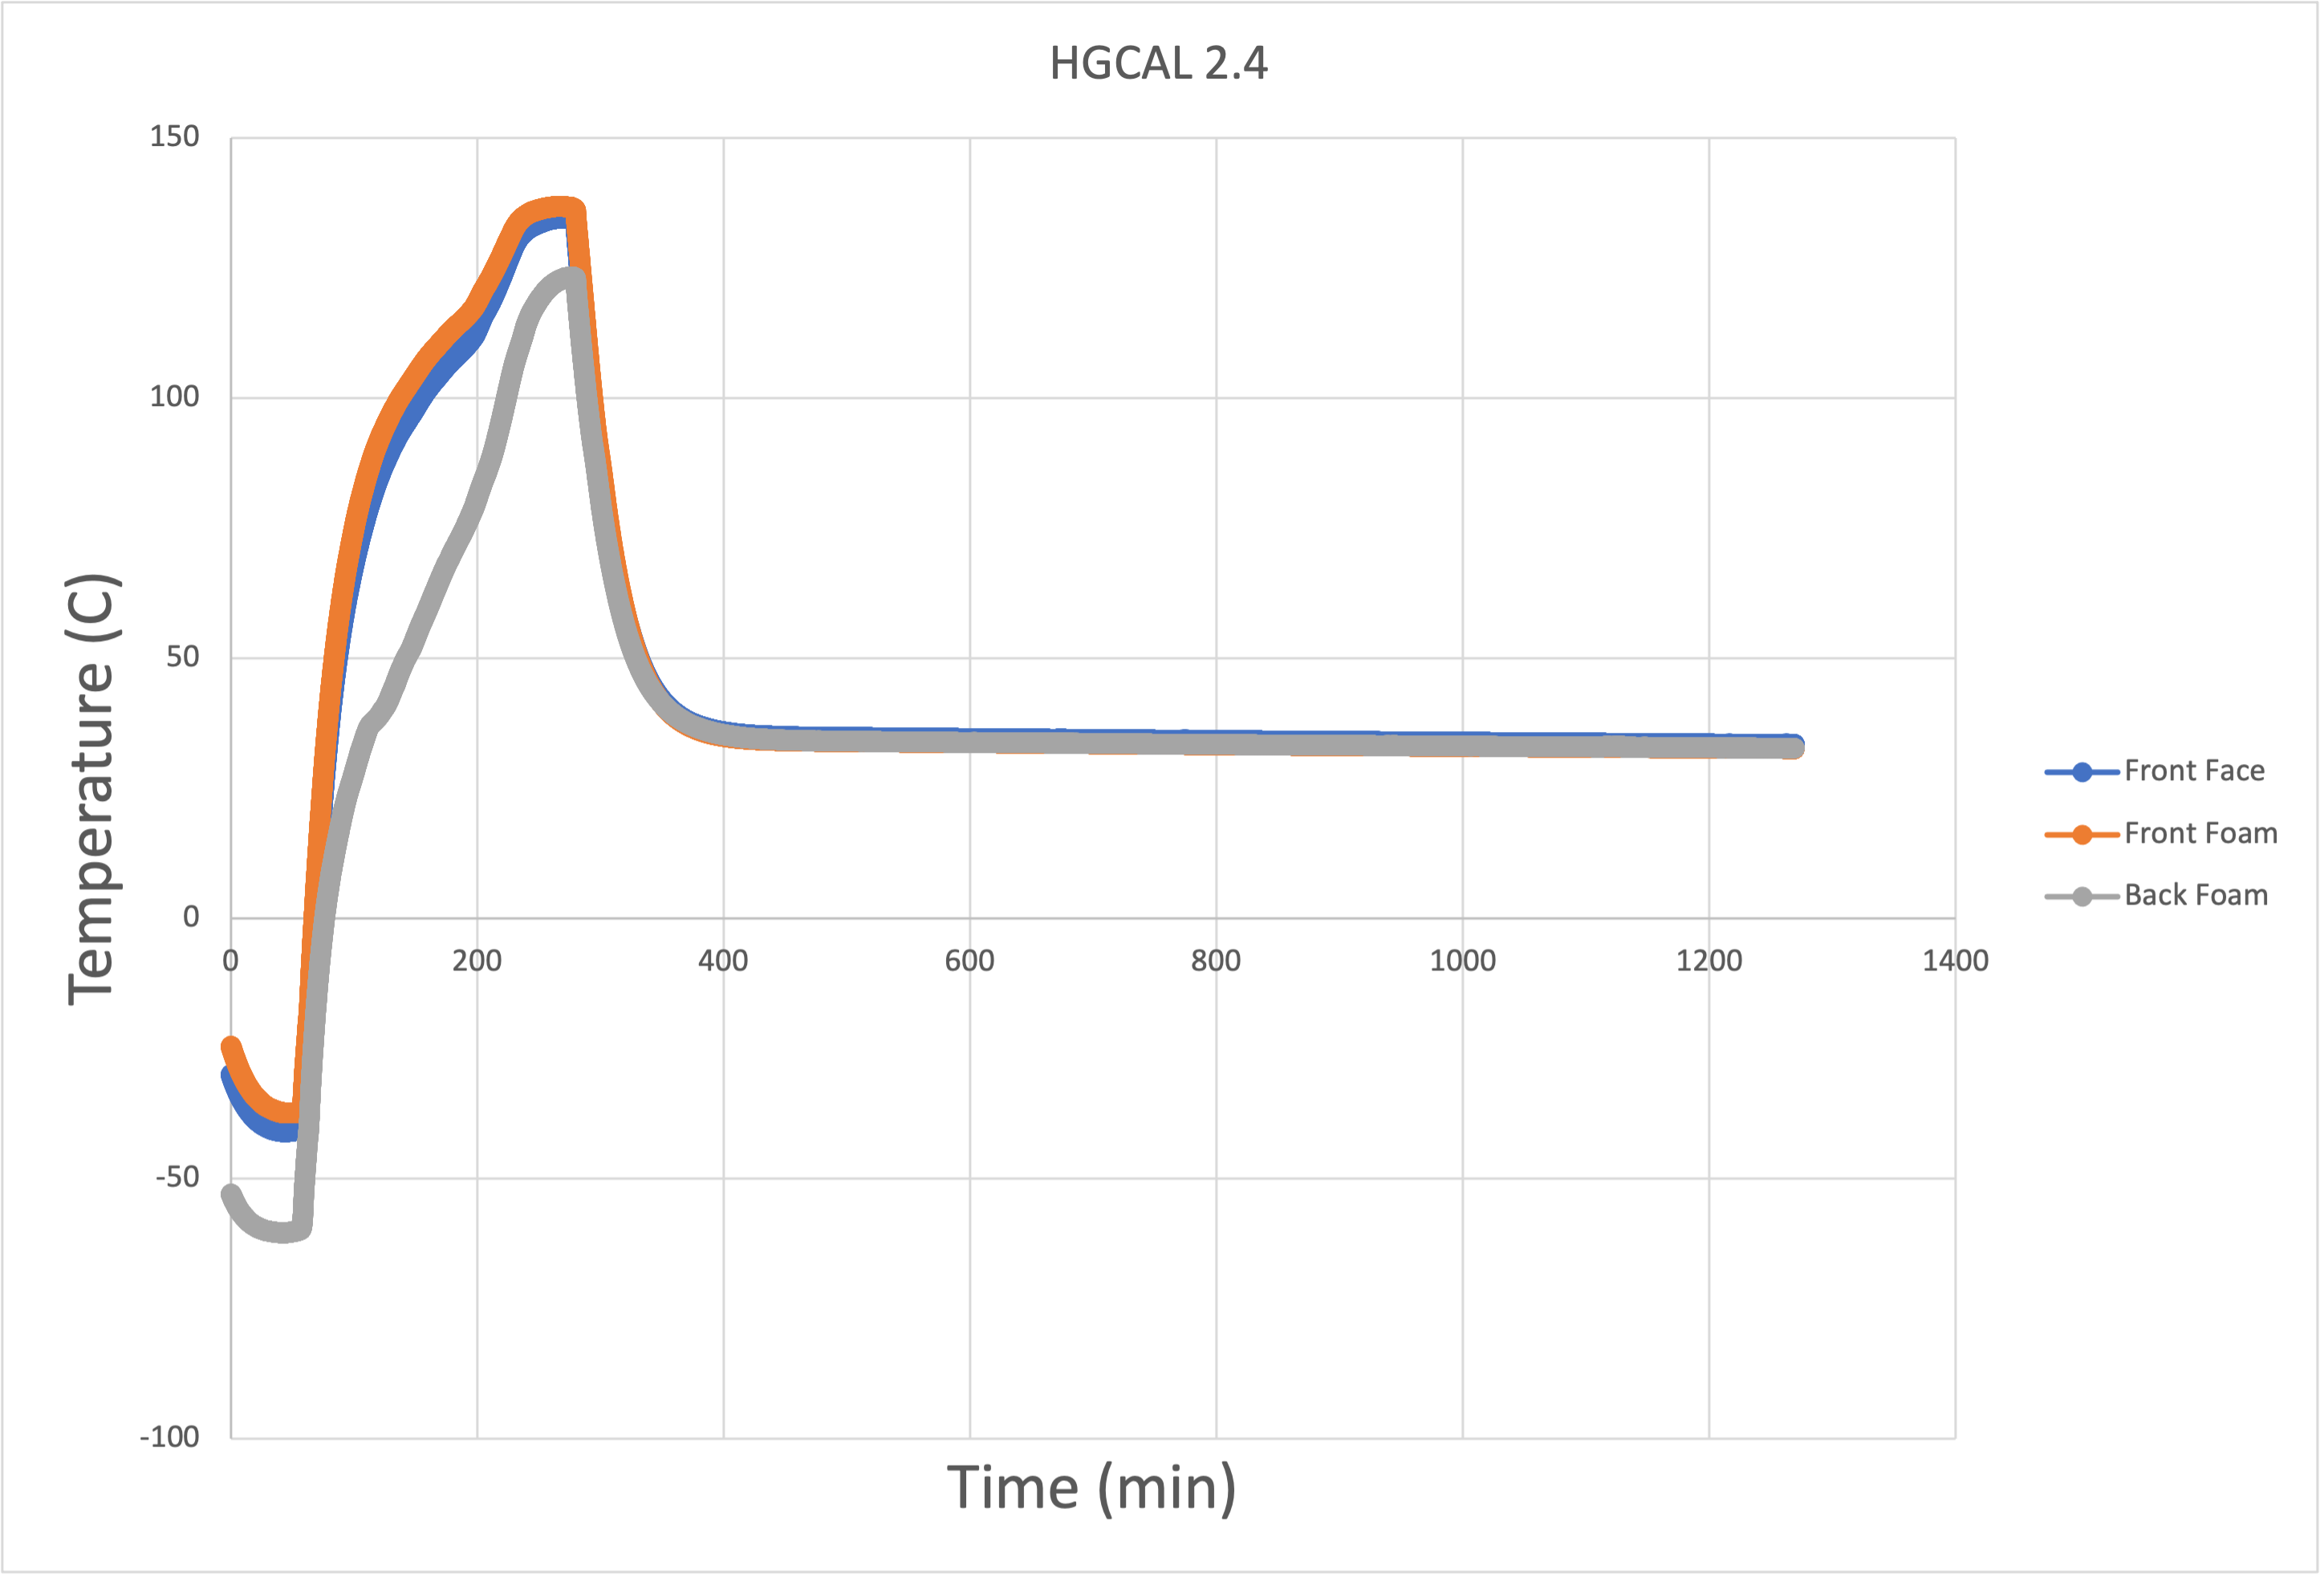 HGCAL 2.4
Temperature (C)
150
100
50
0
-50
-100
0 200 400 600 800 1000 1200 1400
Time (min)
Front Face
Front Foam
Back Foam